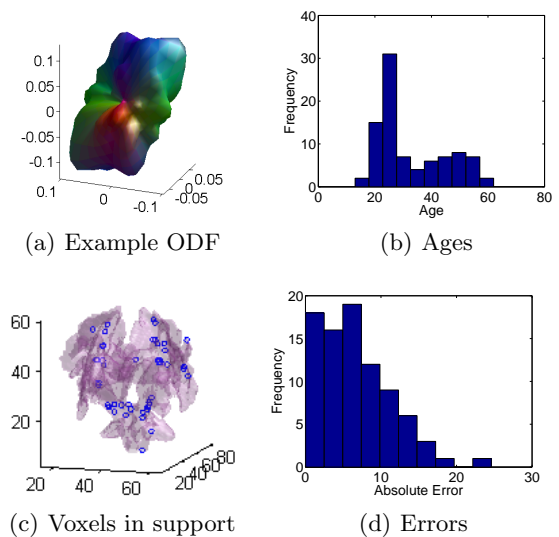 0.1
0.05
0
-0.05
-0.1
0.1
0
-0.1
-0.05
0.05
(a) Example ODF
40
30
20
10
0
0 20 40 60 80
Frequency
Age
(b) Ages
60
40
20
20 40 60
20
40
60
80
(c) Voxels in support
20
15
10
5
0
0 10 20 30
Frequency
Absolute Error
(d) Errors